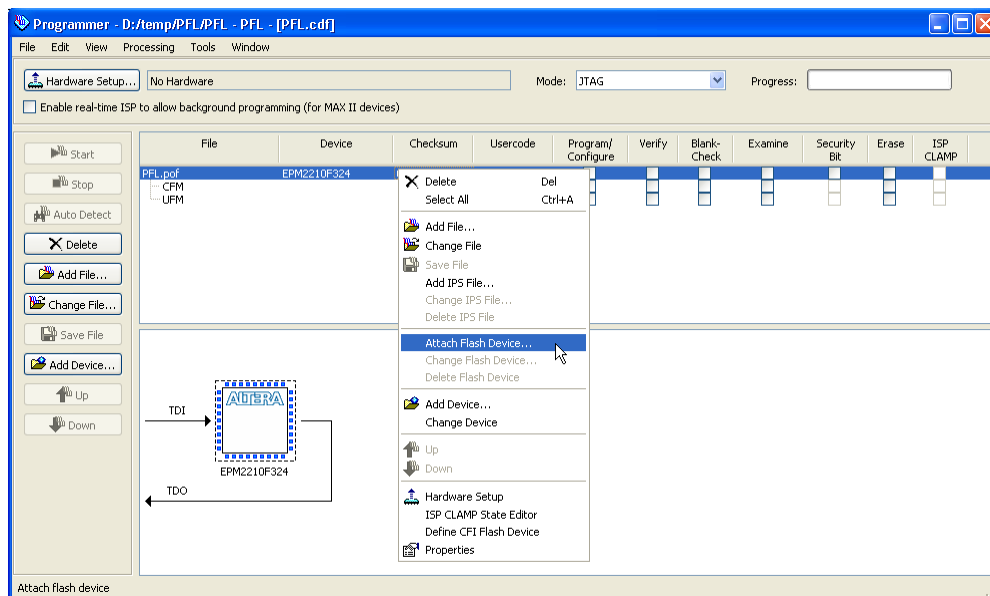 Programmer - D:/temp/PFL/PFL - PFL - [PFL.cdf]
File Edit View Processing Tools Window
Hardware Setup... No Hardware Mode: JTAG Progress:
Enable real-time ISP to allow background programming (for MAX II devices)
File Device Checksum Usercode Program/ Configure Verify Blank- Check Examine Security Bit Erase ISP CLAMP
Start
Stop
Auto Detect
Delete
Add File...
Change File...
Save File
Add Device...
Up
Down
PFL.pof EPM2210F324
CFM
UFM
Delete Del
Select All Ctrl+A
Add File...
Change File
Save File
Add IPS File...
Change IPS File...
Delete IPS File
Attach Flash Device...
Change Flash Device...
Delete Flash Device
Add Device...
Change Device
Up
Down
Hardware Setup
ISP CLAMP State Editor
Define CFI Flash Device
Properties
ALTERA
TDI
EPM2210F324
TDO
Attach flash device